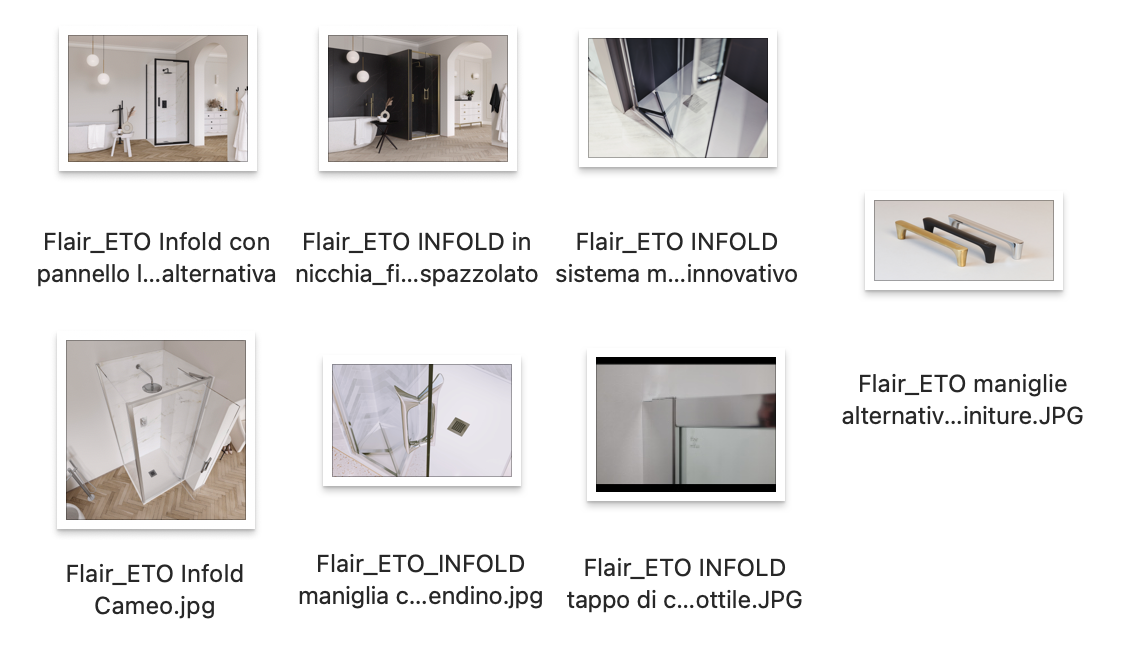 Flair_ETO Infold con
pannello l...alternativa
Flair_ETO INFOLD in
nicchia_fi...spazzolato
Flair_ETO INFOLD
sistema m...innovativo
Flair_ETO maniglie
alternativ...initure.JPG
Flair_ETO Infold
Cameo.jpg
Flair_ETO_INFOLD
maniglia c...endino.jpg
Flair_ETO INFOLD
tappo di c...ottile.JPG